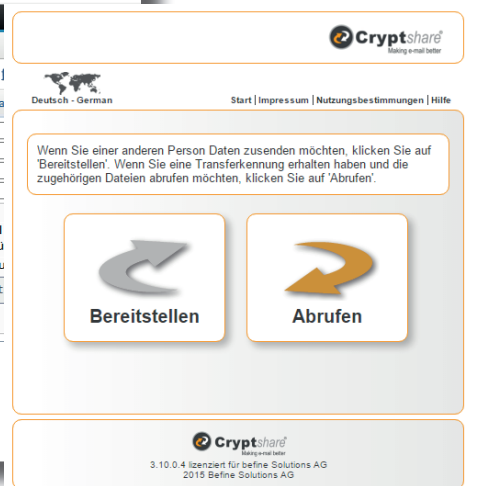 Cryptshare
Making e-mail better
Deutsch - German
Start | Impressum | Nutzungsbestimmungen | Hilfe
Wenn Sie einer anderen Person Daten zusenden möchten, klicken Sie auf
'Bereitstellen'. Wenn Sie eine Transferkennung erhalten haben und die
zugehörigen Dateien abrufen möchten, klicken Sie auf 'Abrufen'.
Bereitstellen
Abrufen
Cryptshare
Making e-mail better
3.10.0.4 lizenziert für befine Solutions AG
2015 Befine Solutions AG